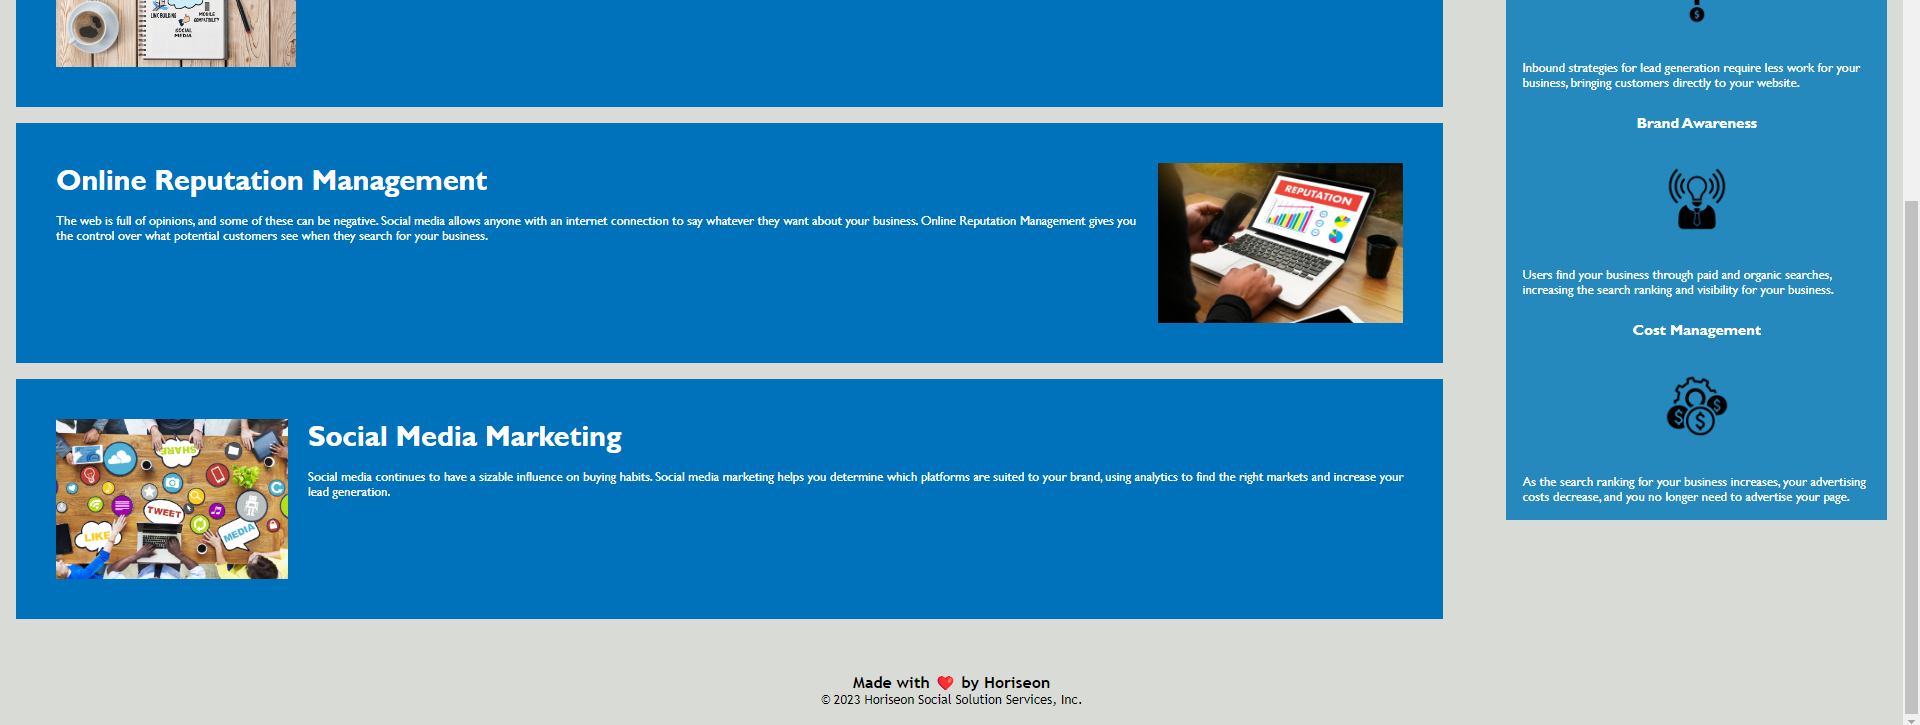 LINK BUILDING
MOBILE
COMPATIBILITY
SOCIAL
MEDIA
Online Reputation Management
The web is full of opinions, and some of these can be negative. Social media allows anyone with an internet connection to say whatever they want about your business. Online Reputation Management gives you
the control over what potential customers see when they search for your business.
REPUTATION
SHARE
TWEET
LIKE
MEDIA
Social Media Marketing
Social media continues to have a sizable influence on buying habits. Social media marketing helps you determine which platforms are suited to your brand, using analytics to find the right markets and increase your
lead generation.
Inbound strategies for lead generation require less work for your
business, bringing customers directly to your website.
Brand Awareness
Users find your business through paid and organic searches,
increasing the search ranking and visibility for your business.
Cost Management
As the search ranking for your business increases, your advertising
costs decrease, and you no longer need to advertise your page.
Made with ❤️ by Horiseon
© 2023 Horiseon Social Solution Services, Inc.